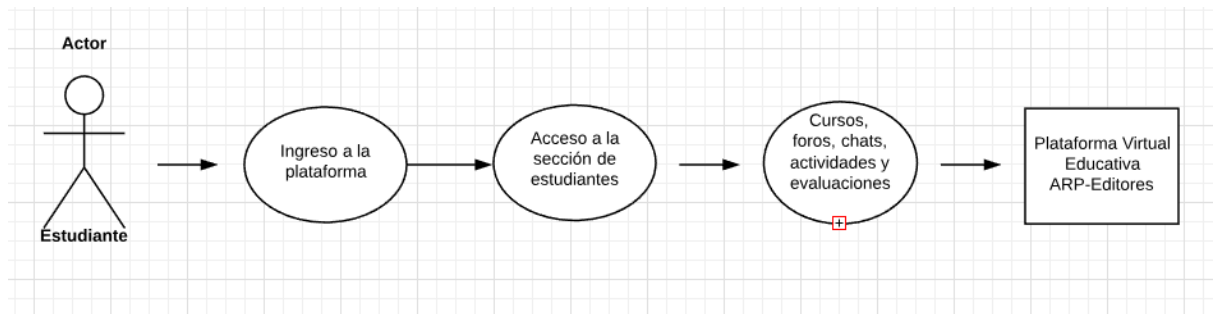 Actor
Estudiante
Ingreso a la
plataforma
Acceso a la
sección de
estudiantes
Cursos,
foros, chats,
actividades y
evaluaciones
+
Plataforma Virtual
Educativa
ARP-Editores